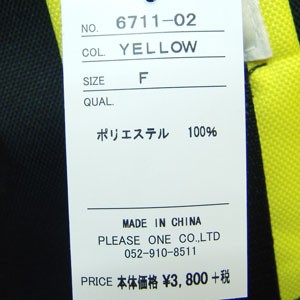 NO. 6711-02
COL. YELLOW
SIZE F
QUAL.
ポリエステル 100%
MADE IN CHINA
PLEASE ONE CO.,LTD
052-910-8511
PRICE 本体価格 ¥3,800+税